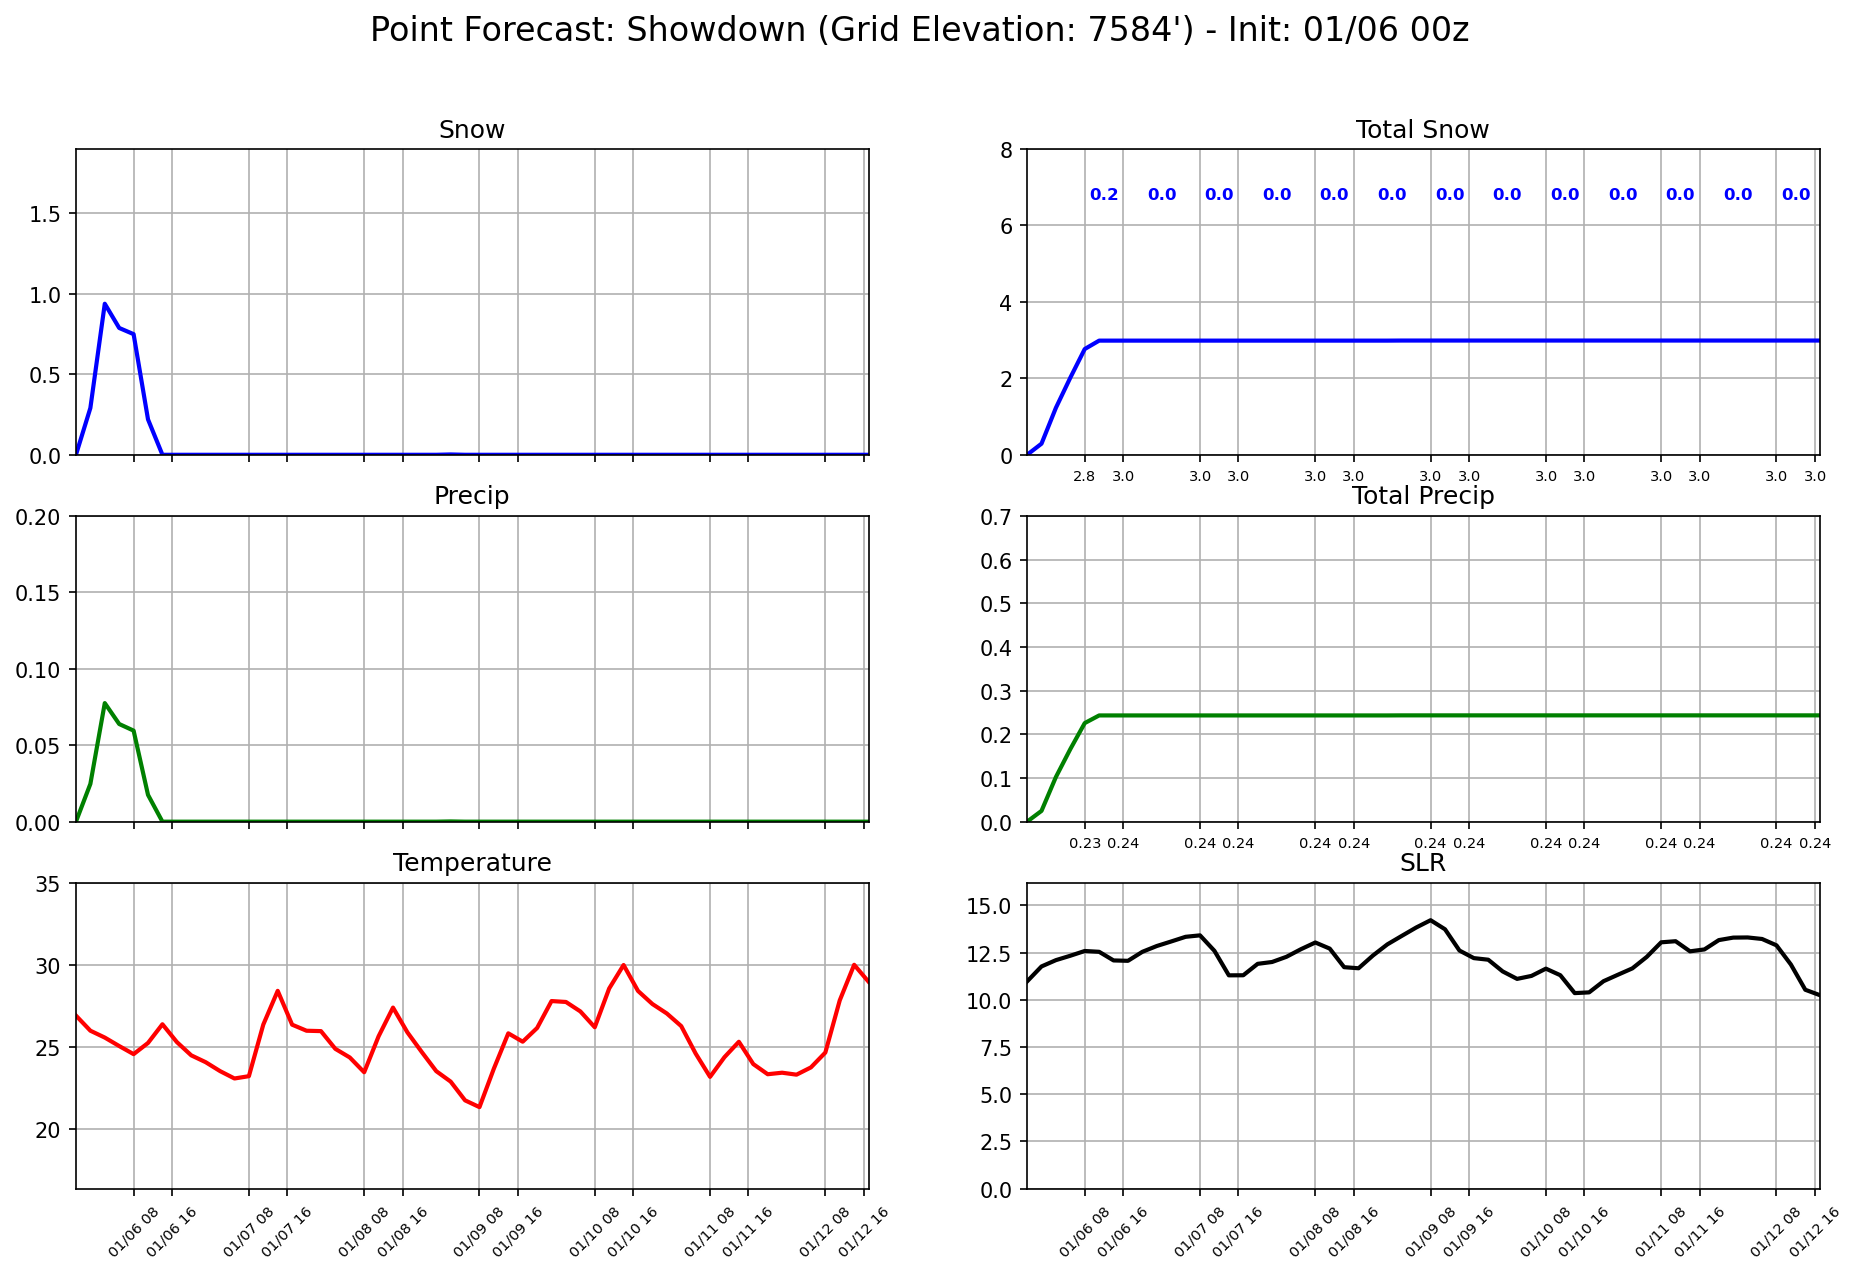 Point Forecast: Showdown (Grid Elevation: 7584') - Init: 01/06 00z
Snow
1.5
1.0
0.5
0.0
Total Snow
8
6
4
2
0
0.2 0.0 0.0 0.0 0.0 0.0 0.0 0.0 0.0 0.0 0.0 0.0 0.0
2.8 3.0 3.0 3.0 3.0 3.0 3.0 3.0 3.0 3.0 3.0 3.0 3.0 3.0
Precip
0.20
0.15
0.10
0.05
0.00
Total Precip
0.7
0.6
0.5
0.4
0.3
0.2
0.1
0.0
0.23 0.24 0.24 0.24 0.24 0.24 0.24 0.24 0.24 0.24 0.24 0.24 0.24 0.24
Temperature
35
30
25
20
01/06 08 01/06 16 01/07 08 01/07 16 01/08 08 01/08 16 01/09 08 01/09 16 01/10 08 01/10 16 01/11 08 01/11 16 01/12 08 01/12 16
SLR
15.0
12.5
10.0
7.5
5.0
2.5
0.0
01/06 08 01/06 16 01/07 08 01/07 16 01/08 08 01/08 16 01/09 08 01/09 16 01/10 08 01/10 16 01/11 08 01/11 16 01/12 08 01/12 16